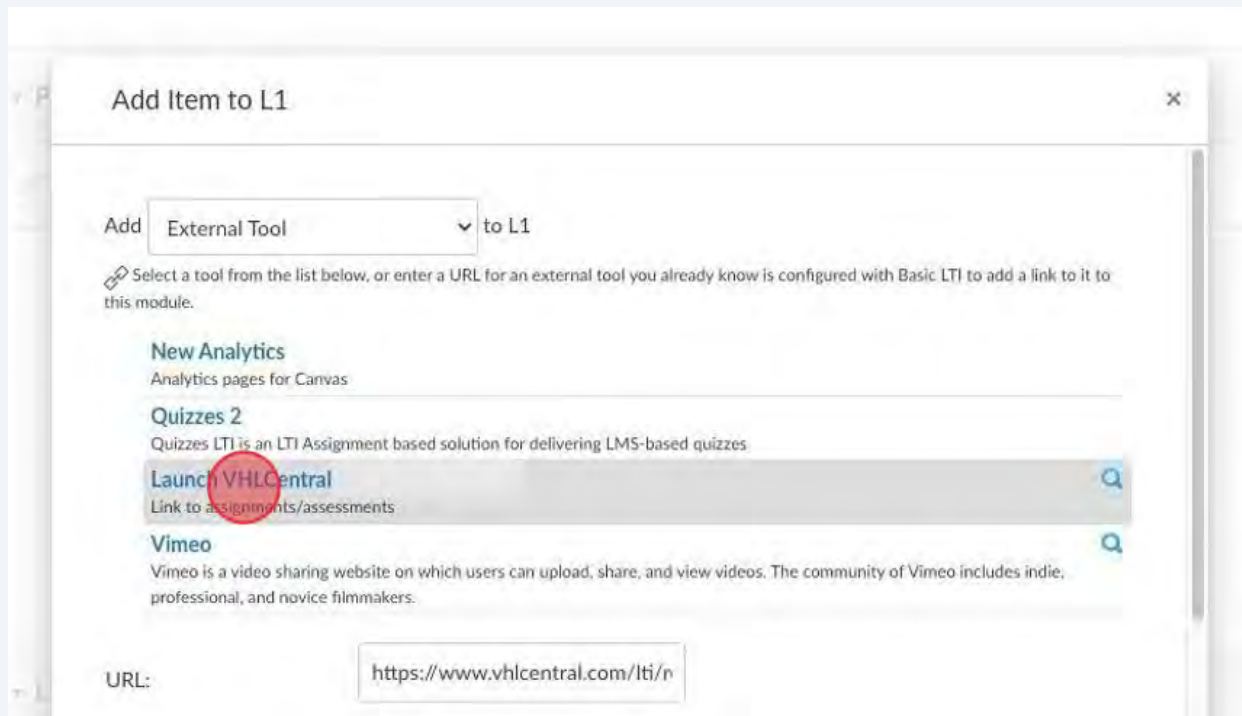 Add Item to L1
×
Add External Tool to L1
Select a tool from the list below, or enter a URL for an external tool you already know is configured with Basic LTI to add a link to it to
this module.
New Analytics
Analytics pages for Canvas
Quizzes 2
Quizzes LTI is an LTI Assignment based solution for delivering LMS-based quizzes
Launch VHLCentral
Link to assignments/assessments
Vimeo
Vimeo is a video sharing website on which users can upload, share, and view videos. The community of Vimeo includes indie,
professional, and novice filmmakers.
URL: https://www.vhlcentral.com/lti/r